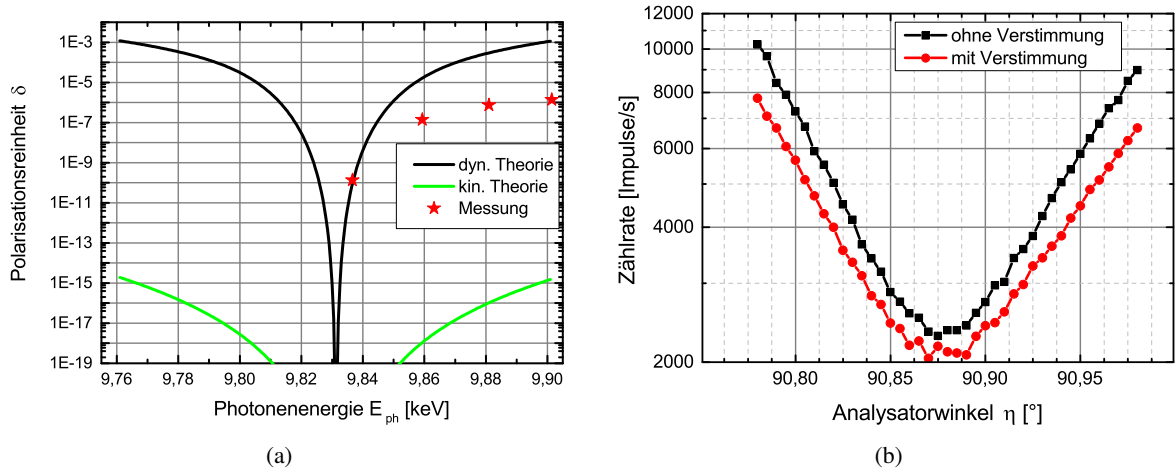 1E-3
1E-5
1E-7
1E-9
1E-11
1E-13
1E-15
1E-17
1E-19
Polarisationsreinheit δ
dyn. Theorie
kin. Theorie
Messung
9,76 9,78 9,80 9,82 9,84 9,86 9,88 9,90
Photonenenergie E ph [keV]
(a)
12000
10000
8000
6000
4000
2000
Zählrate [Impulse/s]
ohne Verstimmung
mit Verstimmung
90,80 90,85 90,90 90,95
Analysatorwinkel η [°]
(b)